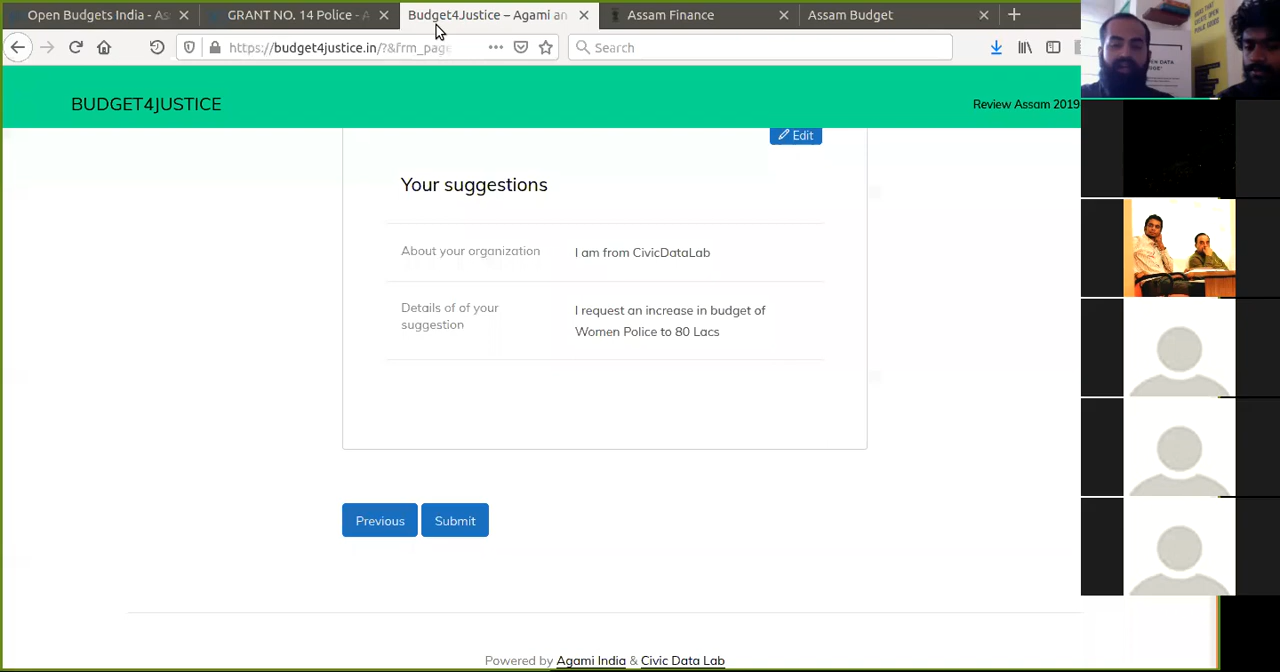 Open Budgets India - As
GRANT NO. 14 Police - A
Budget4Justice – Agami an
Assam Finance
Assam Budget
https://budget4justice.in/?&frm_page
Search
BUDGET4JUSTICE
Review Assam 2019
Edit
Your suggestions
About your organization
I am from CivicDataLab
Details of of your
suggestion
I request an increase in budget of
Women Police to 80 Lacs
Previous
Submit
Powered by Agami India & Civic Data Lab